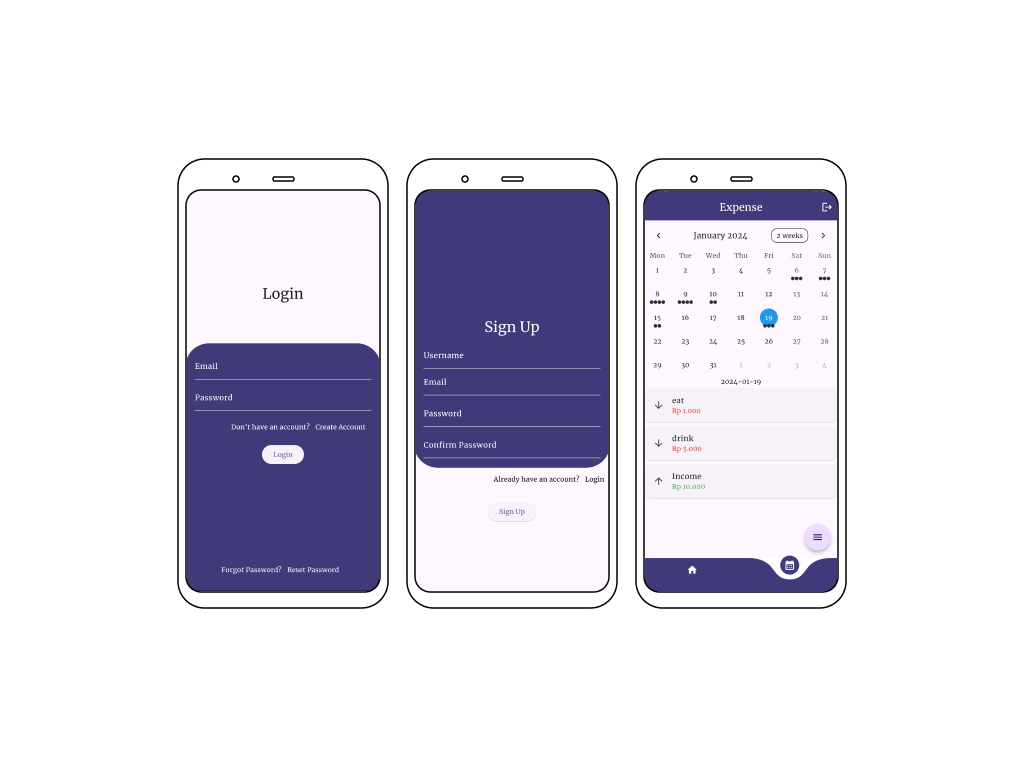 Login
Email
Password
Don't have an account? Create Account
Login
Forgot Password? Reset Password
Sign Up
Username
Email
Password
Confirm Password
Already have an account? Login
Sign Up
Expense
January 2024 2 weeks
Mon Tue Wed Thu Fri Sat Sun
1 2 3 4 5 6 7
8 9 10 11 12 13 14
15 16 17 18 19 20 21
22 23 24 25 26 27 28
29 30 31 1 2 3 4
2024-01-19
eat
Rp 1.000
drink
Rp 5.000
Income
Rp 10.000